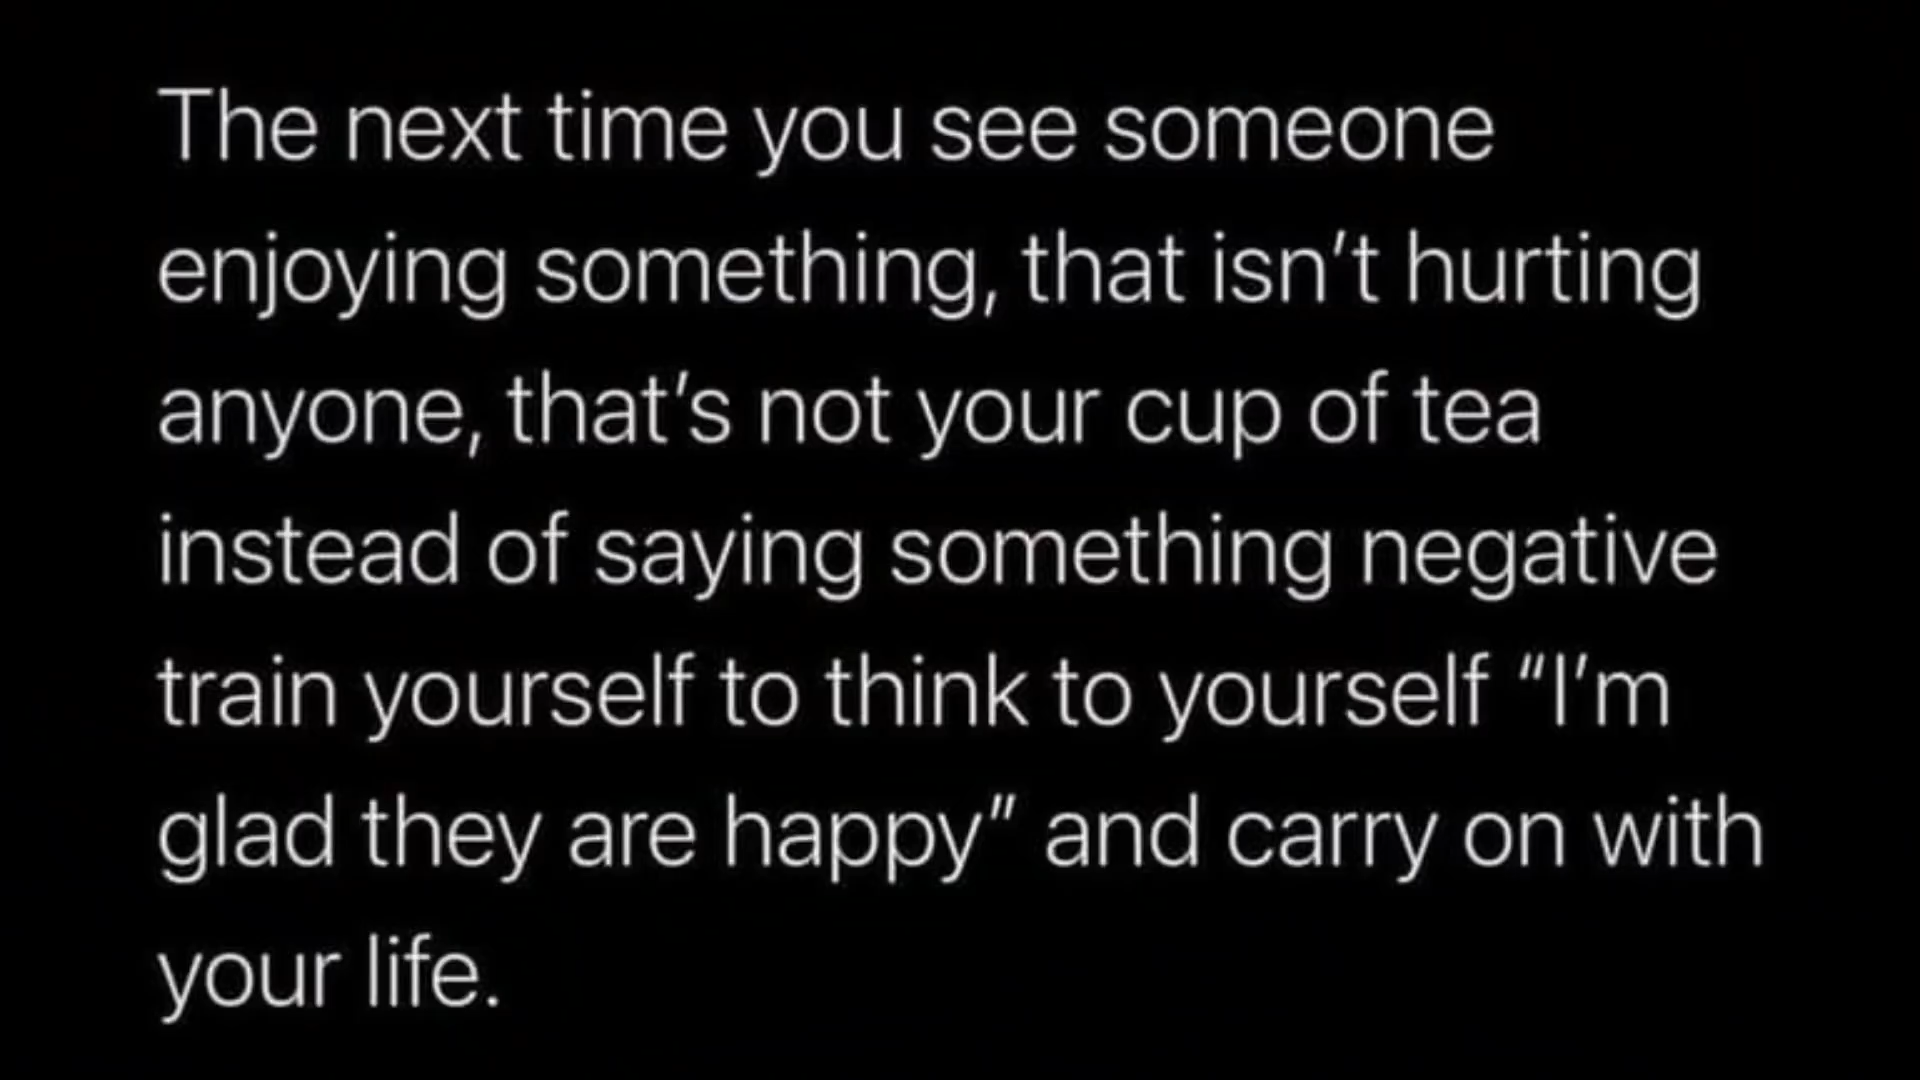 The next time you see someone
enjoying something, that isn’t hurting
anyone, that’s not your cup of tea
instead of saying something negative
train yourself to think to yourself “I’m
glad they are happy” and carry on with
your life.